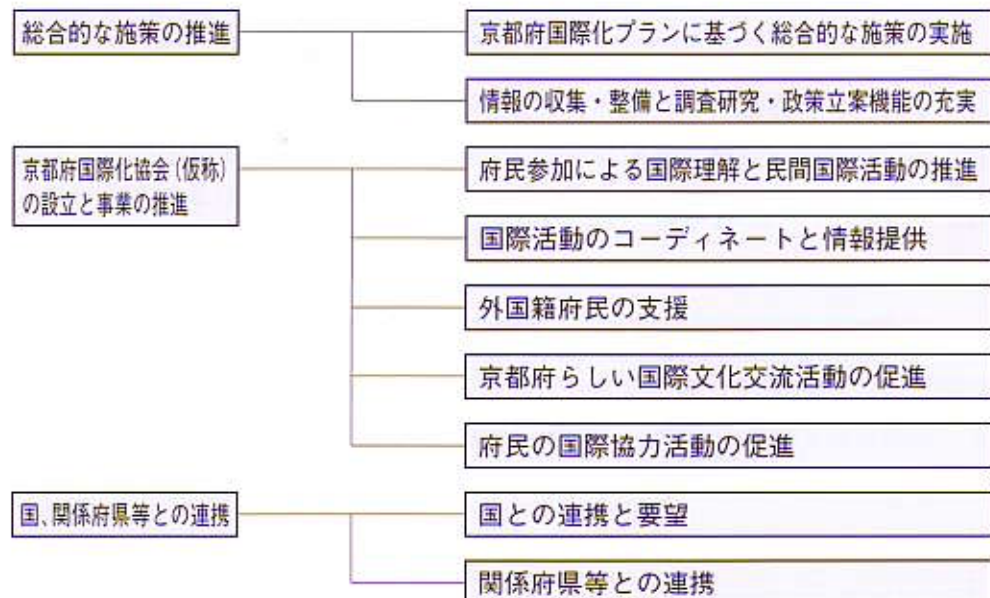 総合的な施策の推進
京都府国際化プランに基づく総合的な施策の実施
情報の収集・整備と調査研究・政策立案機能の充実
京都府国際化協会(仮称)
の設立と事業の推進
府民参加による国際理解と民間国際活動の推進
国際活動のコーディネートと情報提供
外国籍府民の支援
京都府らしい国際文化交流活動の促進
府民の国際協力活動の促進
国、関係府県等との連携
国との連携と要望
関係府県等との連携